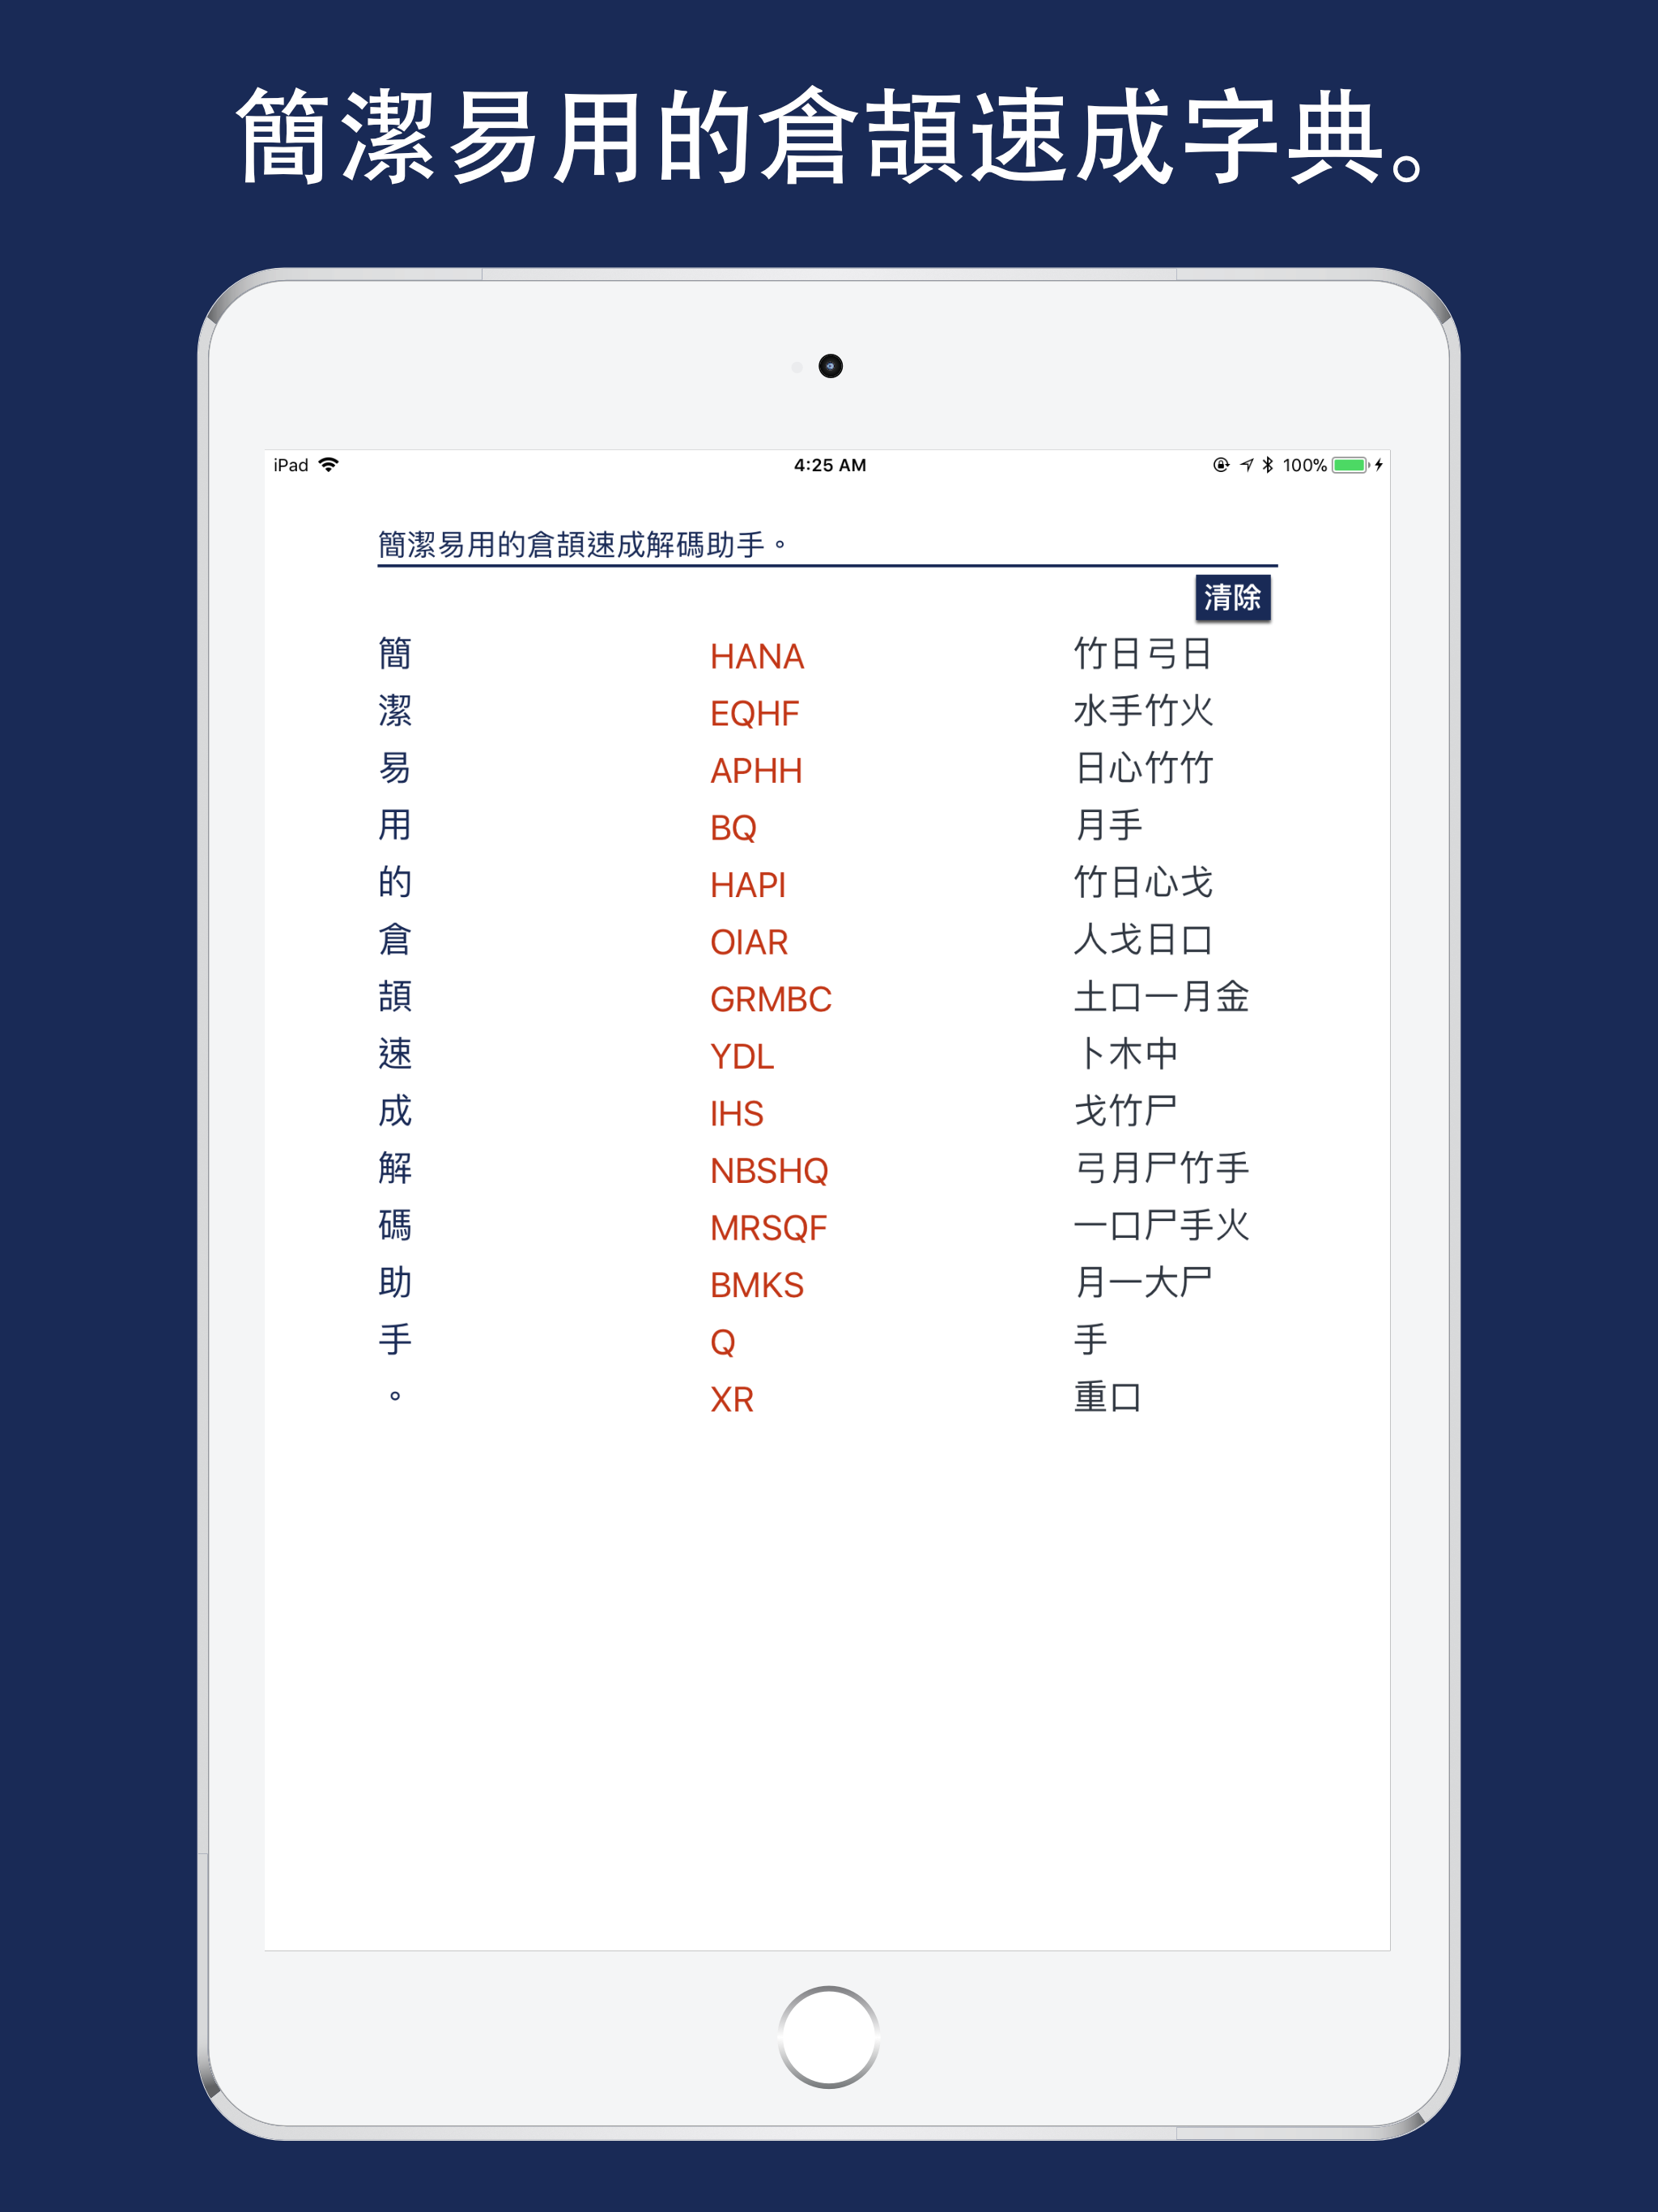 簡潔易用的倉頡速成字典。
iPad 4:25 AM 100%
簡潔易用的倉頡速成解碼助手。
清除
簡 HANA 竹日弓日
潔 EQHF 水手竹火
易 APHH 日心竹竹
用 BQ 月手
的 HAPI 竹日心戈
倉 OIAR 人戈日口
頡 GRMBC 土口一月金
速 YDL 卜木中
成 IHS 戈竹尸
解 NBSHQ 弓月尸竹手
碼 MRSQF 一口尸手火
助 BMKS 月一大尸
手 Q 手
。 XR 重口